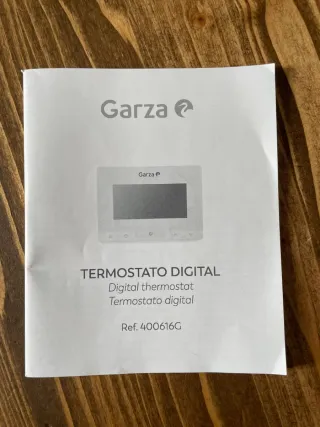 Garza
Garza
TERMOSTATO DIGITAL
Digital thermostat
Termostato digital
Ref. 400616G